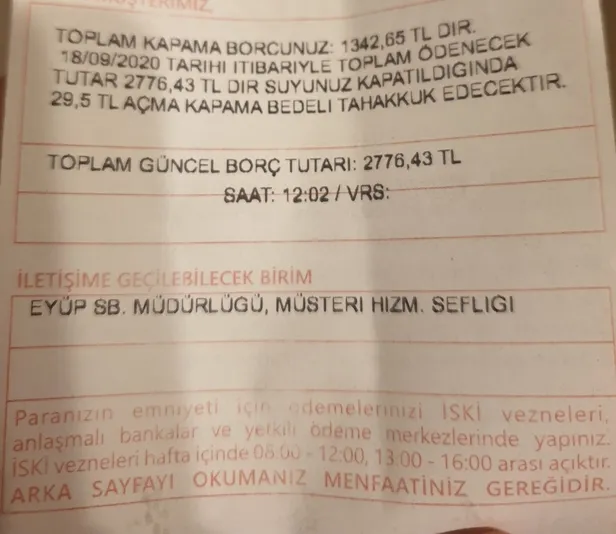 MÜŞTERİMİZ,
TOPLAM KAPAMA BORCUNUZ: 1342,65 TL DIR.
18/09/2020 TARIHI ITIBARIYLE TOPLAM ÖDENECEK
TUTAR 2776,43 TL DIR SUYUNUZ KAPATILDIGINDA
29,5 TL AÇMA KAPAMA BEDELI TAHAKKUK EDECEKTIR.
TOPLAM GÜNCEL BORÇ TUTARI: 2776,43 TL
SAAT: 12:02 / VRS:
İLETİŞİME GEÇİLEBİLECEK BİRİM
EYÜP SB. MÜDÜRLÜGÜ, MÜSTERI HIZM. SEFLIGI
Paranızın emniyeti için ödemelerinizi İSKİ vezneleri,
anlaşmalı bankalar ve yetkili ödeme merkezlerinde yapınız.
İSKİ vezneleri hafta içinde 08:00 - 12:00, 13:00 - 16:00 arası açıktır.
ARKA SAYFAYI OKUMANIZ MENFAATİNİZ GEREĞİDİR.